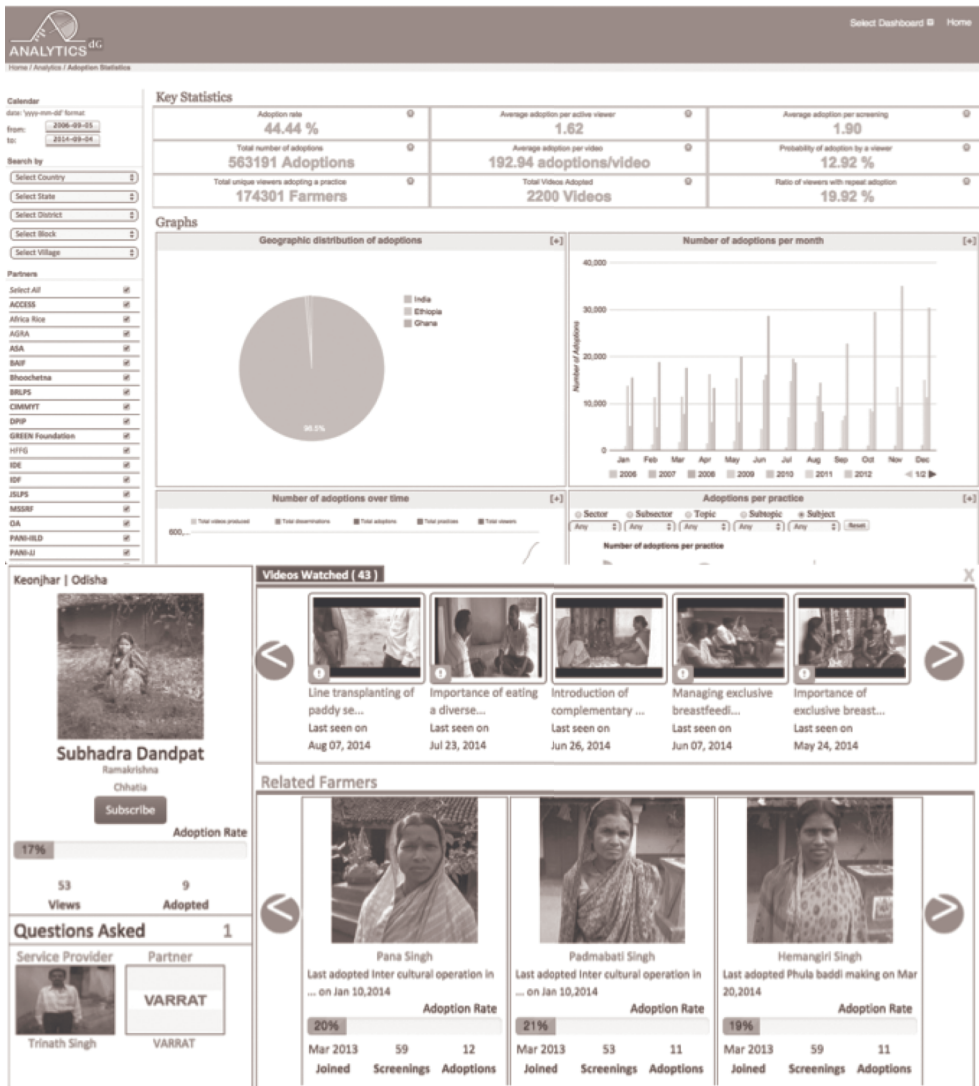 Select Dashboard Home
ANALYTICS dG
Home / Analytics / Adoption Statistics
Calendar
date: 'yyyy-mm-dd' format
from: 2006-09-05
to: 2014-09-04
Search by
Select Country
Select State
Select District
Select Block
Select Village
Partners
Select All
ACCESS
Africa Rice
AGRA
ASA
BAIF
Bhoochetna
BRLPS
CIMMYT
DPIP
GREEN Foundation
HFPG
IDE
IDF
JSLPS
MSSRF
OA
PANI-IILD
PANI-JJ
Key Statistics
Adoption rate
44.44 %
Average adoption per active viewer
1.62
Average adoption per screening
1.90
Total number of adoptions
563191 Adoptions
Average adoption per video
192.94 adoptions/video
Probability of adoption by a viewer
12.92 %
Total unique viewers adopting a practice
174301 Farmers
Total Videos Adopted
2200 Videos
Ratio of viewers with repeat adoption
19.92 %
Graphs
Geographic distribution of adoptions [+]
India
Ethiopia
Ghana
98.5%
Number of adoptions per month [+]
Number of Adoptions
40,000
30,000
20,000
10,000
0
Jan Feb Mar Apr May Jun Jul Aug Sep Oct Nov Dec
2006 2007 2008 2009 2010 2011 2012 1/2
Number of adoptions over time [+]
Total videos produced Total disseminations Total adoptions Total practices Total viewers
600,...
Adoptions per practice [+]
Sector Subsector Topic Subtopic Subject
Any Any Any Any Any Reset
Number of adoptions per practice
Keonjhar | Odisha
Subhadra Dandpat
Ramakrishna
Chhatia
Subscribe
Adoption Rate
17%
53 9
Views Adopted
Questions Asked 1
Service Provider Partner
VARRAT
Trinath Singh VARRAT
Videos Watched ( 43 ) X
Line transplanting of
paddy se...
Last seen on
Aug 07, 2014
Importance of eating
a diverse...
Last seen on
Jul 23, 2014
Introduction of
complementary ...
Last seen on
Jun 26, 2014
Managing exclusive
breastfeedi...
Last seen on
Jun 07, 2014
Importance of
exclusive breast...
Last seen on
May 24, 2014
Related Farmers
Pana Singh
Last adopted Inter cultural operation in
... on Jan 10,2014
Adoption Rate
20%
Mar 2013 59 12
Joined Screenings Adoptions
Padmabati Singh
Last adopted Inter cultural operation in
... on Jan 10,2014
Adoption Rate
21%
Mar 2013 53 11
Joined Screenings Adoptions
Hemangiri Singh
Last adopted Phula baddi making on Mar
20,2014
Adoption Rate
19%
Mar 2013 59 11
Joined Screenings Adoptions